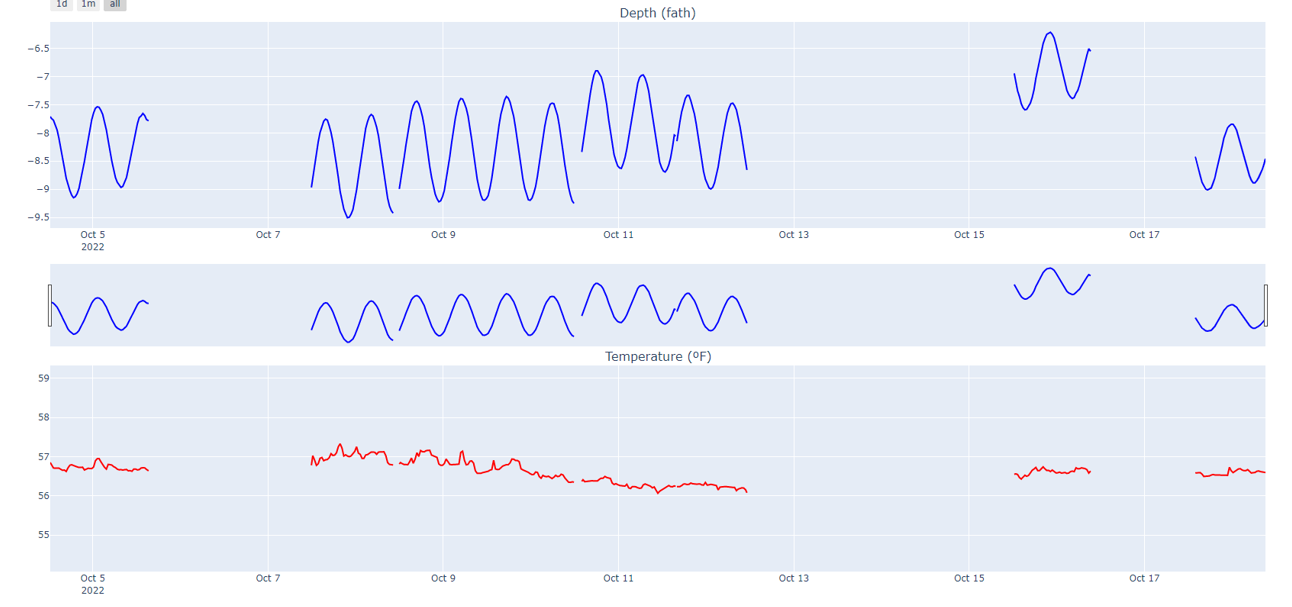 1d 1m all
Depth (fath)
−6.5
−7
−7.5
−8
−8.5
−9
−9.5
Oct 5 Oct 7 Oct 9 Oct 11 Oct 13 Oct 15 Oct 17
2022
Temperature (ºF)
59
58
57
56
55
Oct 5 Oct 7 Oct 9 Oct 11 Oct 13 Oct 15 Oct 17
2022